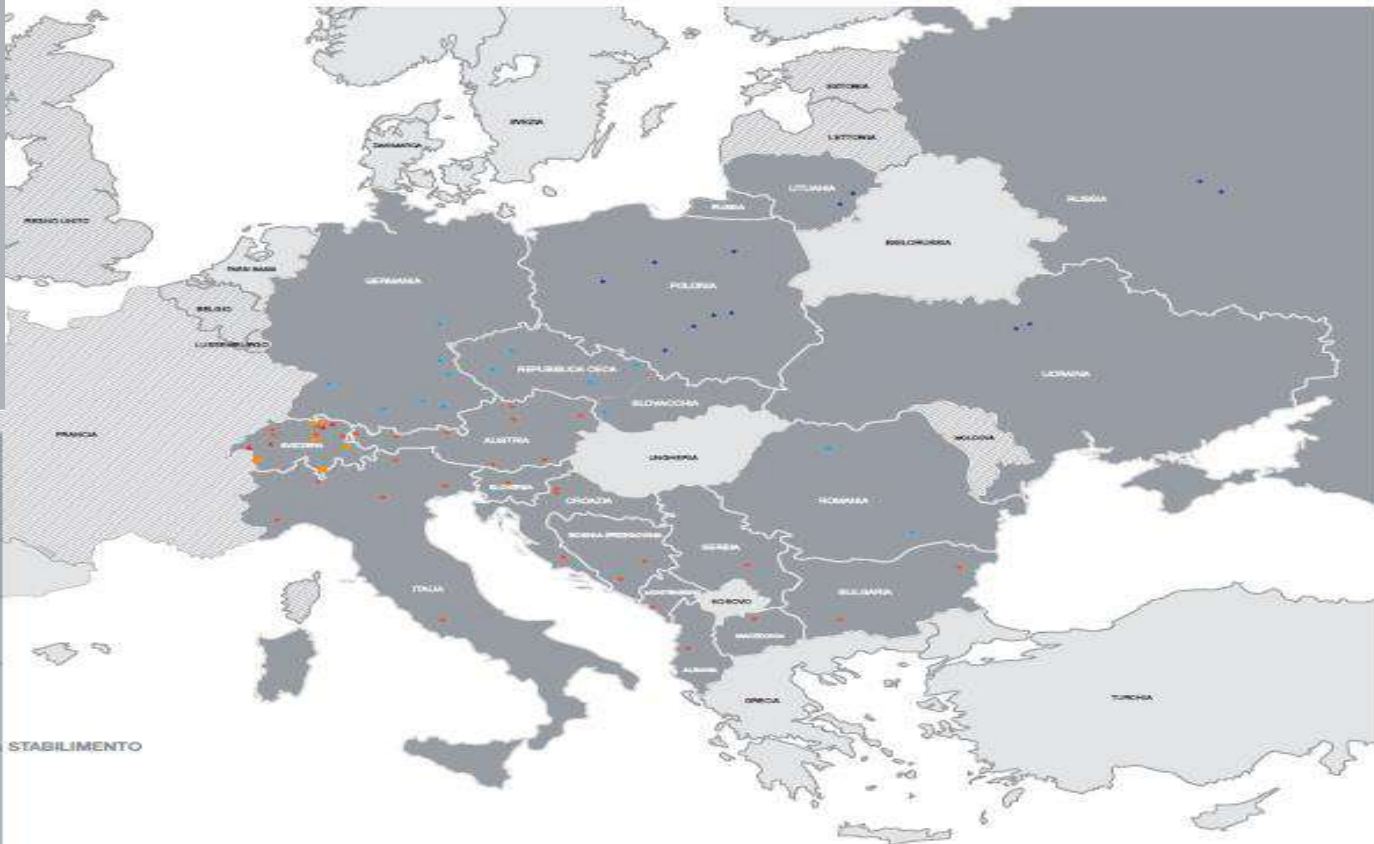 ESTONIA
SVEZIA
LETTONIA
DANIMARCA
LITUANIA
RUSSIA
RUSSIA
REGNO UNITO
BIELORUSSIA
PAESI BASSI
GERMANIA
POLONIA
BELGIO
LUSSEMBURGO
REPUBBLICA CECA
UCRAINA
SLOVACCHIA
FRANCIA
SVIZZERA
AUSTRIA
MOLDOVA
UNGHERIA
SLOVENIA
CROAZIA
ROMANIA
BOSNIA-ERZEGOVINA
SERBIA
ITALIA
MONTENEGRO
KOSOVO
BULGARIA
MACEDONIA
ALBANIA
GRECIA
TURCHIA
STABILIMENTO